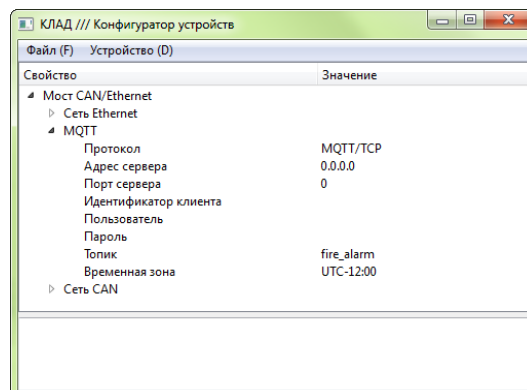 КЛАД /// Конфигуратор устройств
Файл (F) Устройство (D)
Свойство Значение
Мост CAN/Ethernet
Сеть Ethernet
MQTT
Протокол MQTT/TCP
Адрес сервера 0.0.0.0
Порт сервера 0
Идентификатор клиента
Пользователь
Пароль
Топик fire_alarm
Временная зона UTC-12:00
Сеть CAN